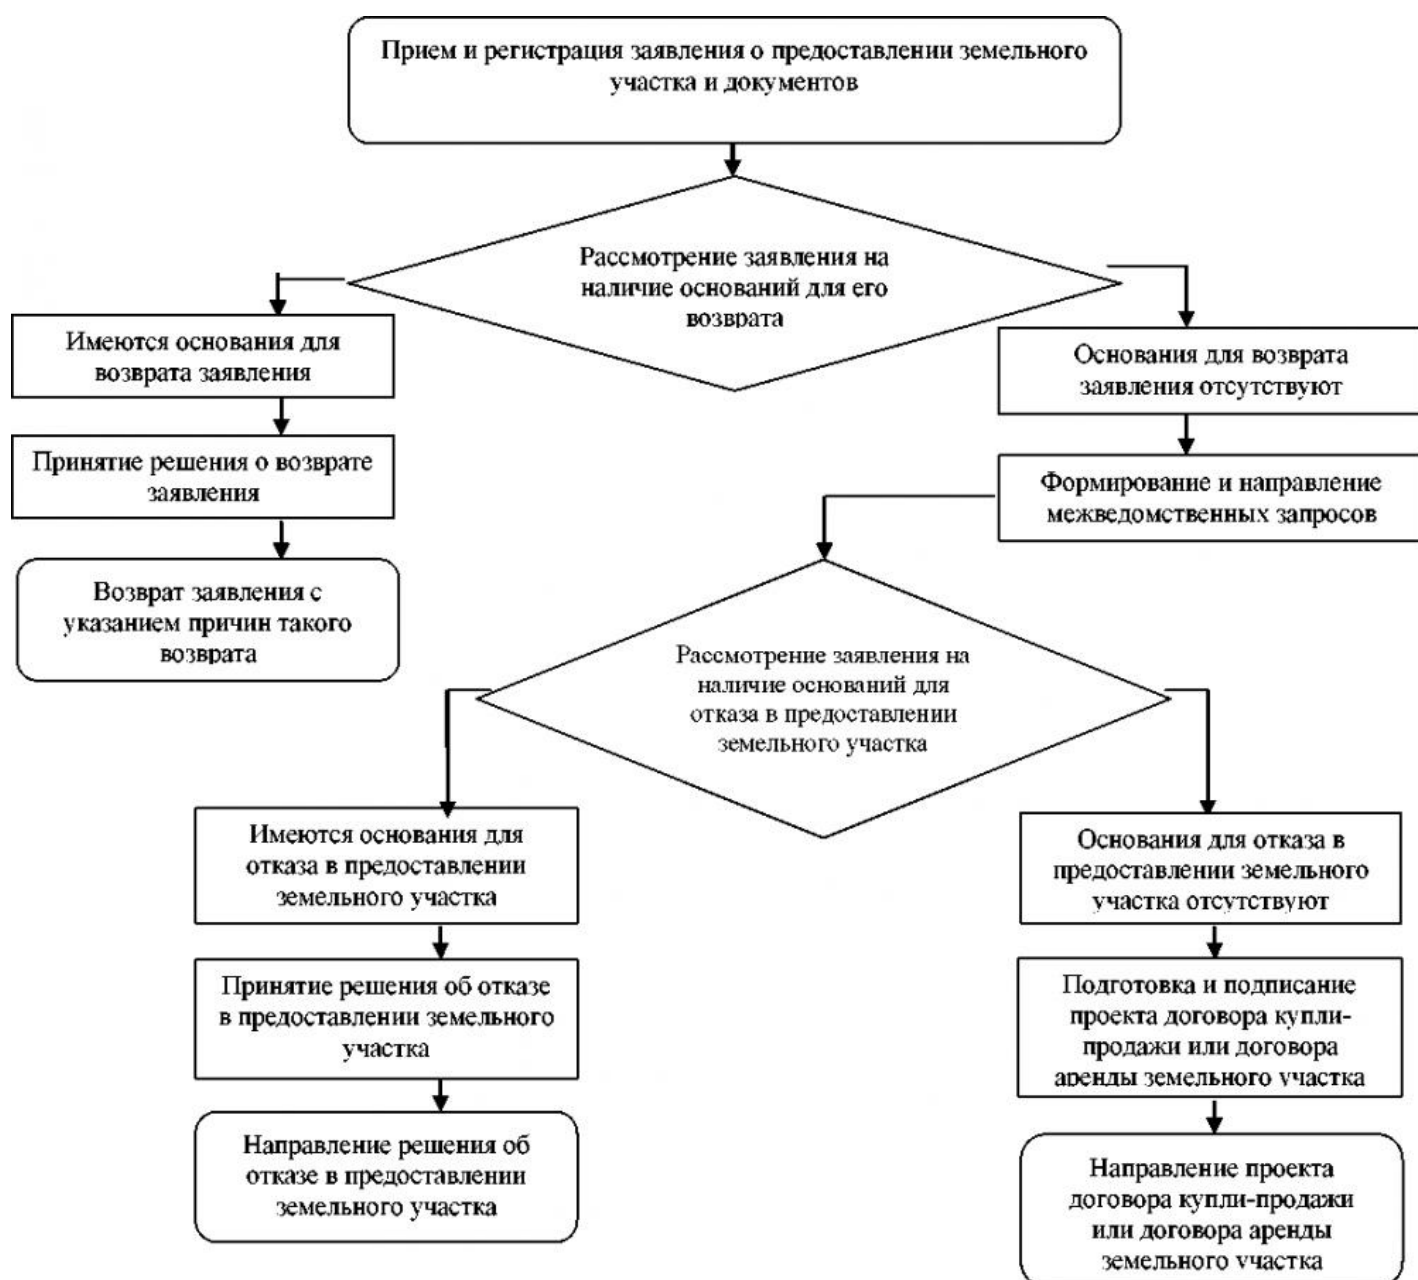 Прием и регистрация заявления о предоставлении земельного
участка и документов
Рассмотрение заявления на
наличие оснований для его
возврата
Имеются основания для
возврата заявления
Основания для возврата
заявления отсутствуют
Принятие решения о возврате
заявления
Формирование и направление
межведомственных запросов
Возврат заявления с
указанием причин такого
возврата
Рассмотрение заявления на
наличие оснований для
отказа в предоставлении
земельного участка
Имеются основания для
отказа в предоставлении
земельного участка
Основания для отказа в
предоставлении земельного
участка отсутствуют
Принятие решения об отказе
в предоставлении земельного
участка
Подготовка и подписание
проекта договора купли-
продажи или договора
аренды земельного участка
Направление решения об
отказе в предоставлении
земельного участка
Направление проекта
договора купли-продажи
или договора аренды
земельного участка